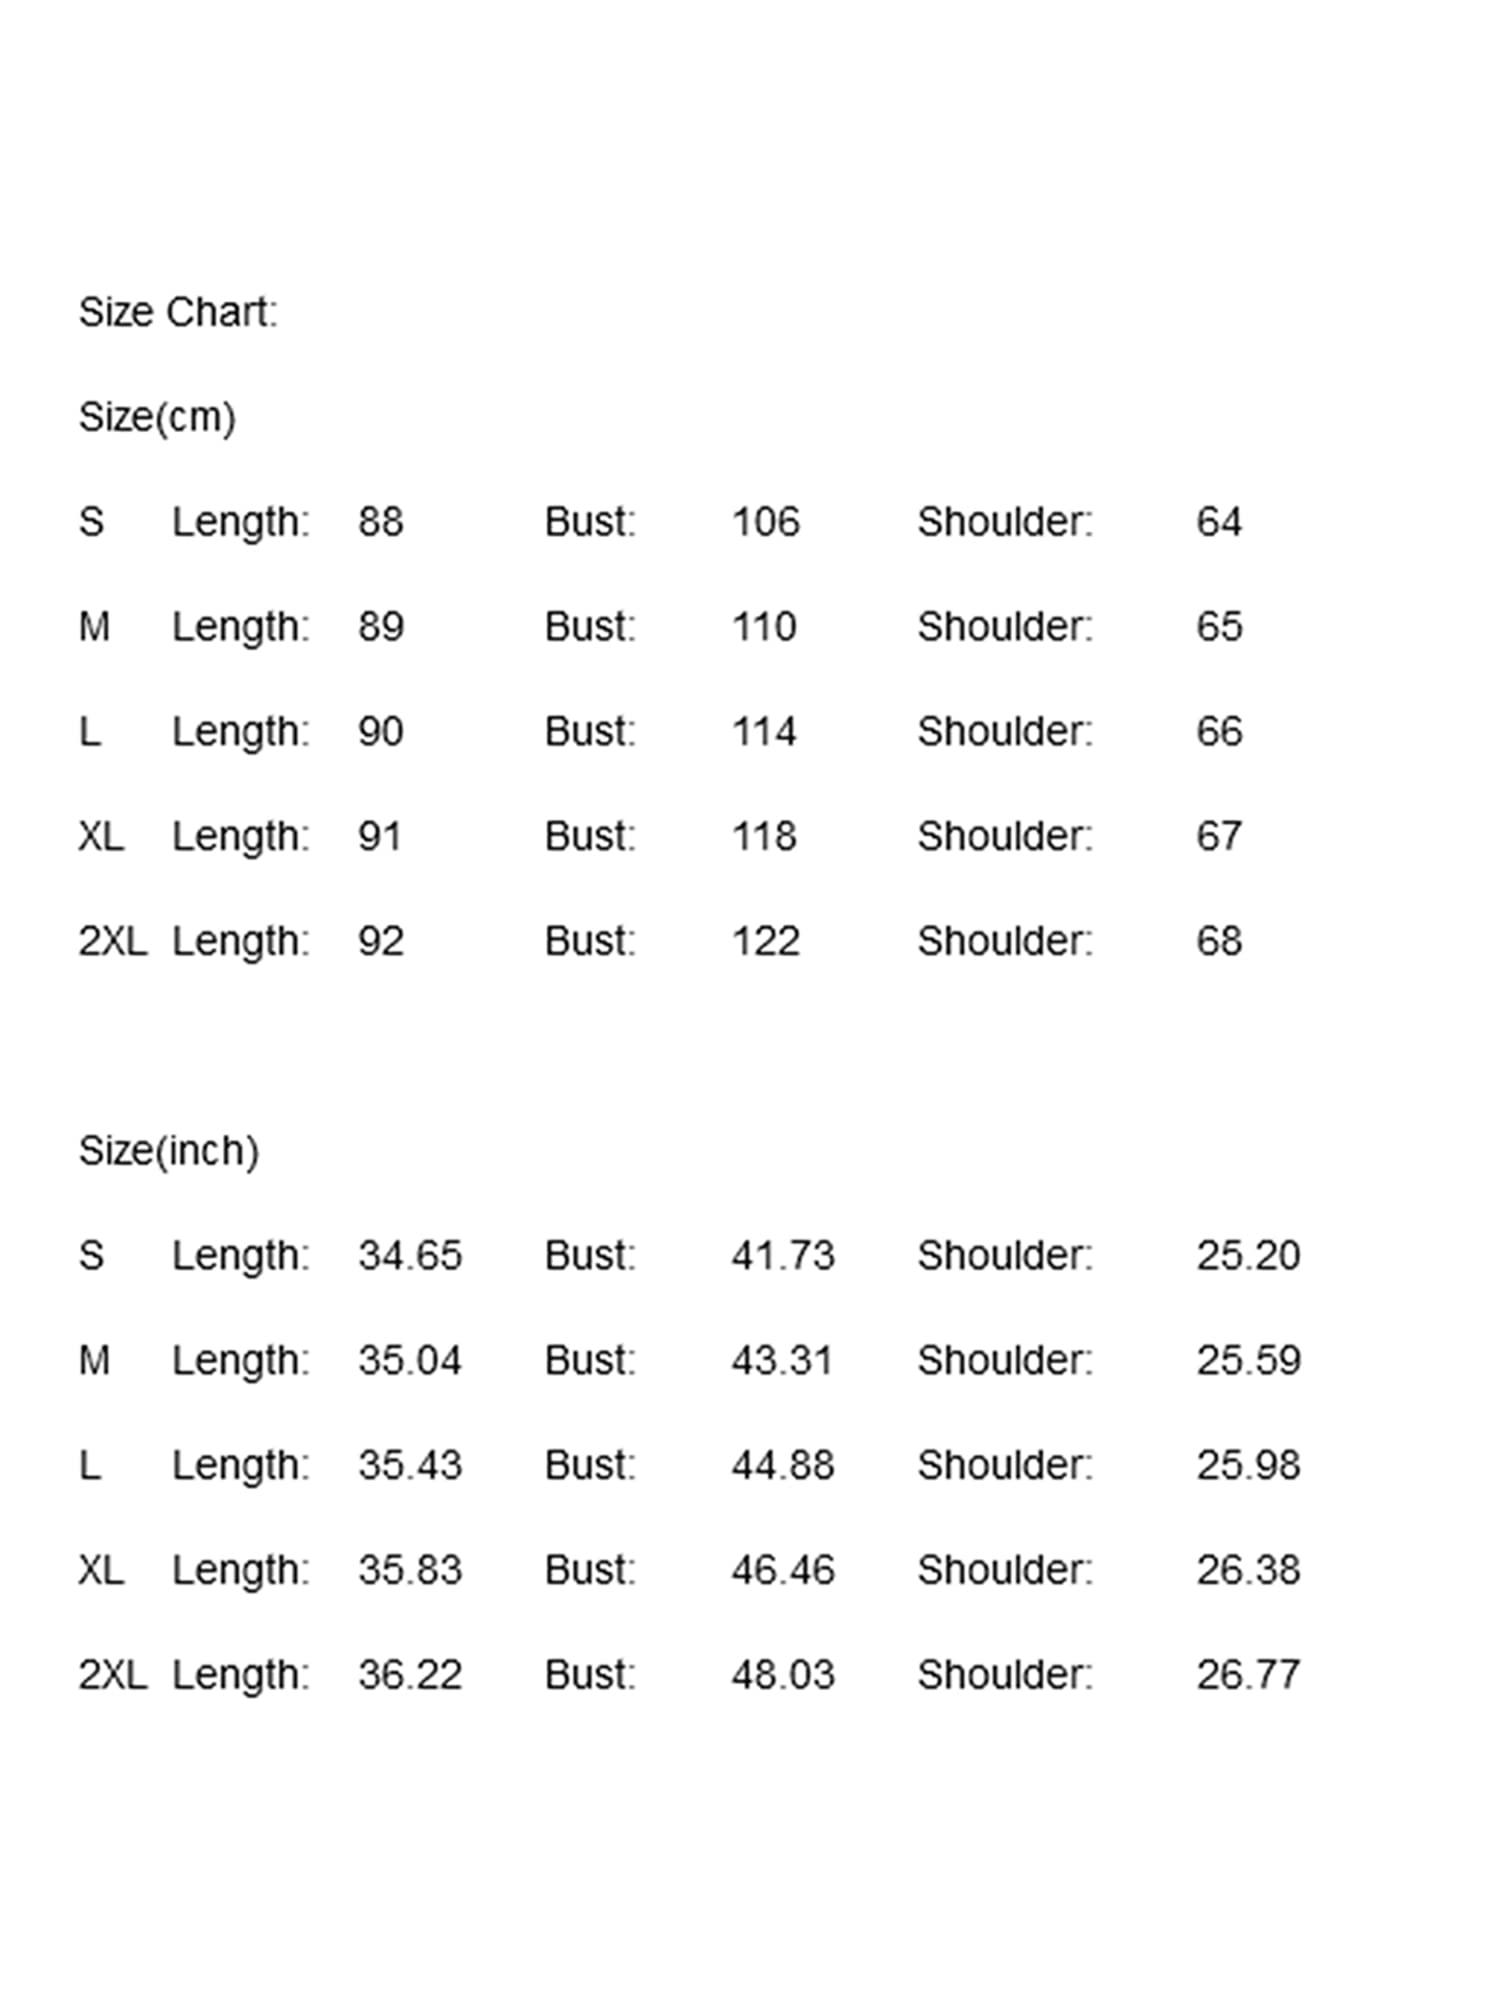 Size Chart:
Size(cm)
S Length: 88 Bust: 106 Shoulder: 64
M Length: 89 Bust: 110 Shoulder: 65
L Length: 90 Bust: 114 Shoulder: 66
XL Length: 91 Bust: 118 Shoulder: 67
2XL Length: 92 Bust: 122 Shoulder: 68
Size(inch)
S Length: 34.65 Bust: 41.73 Shoulder: 25.20
M Length: 35.04 Bust: 43.31 Shoulder: 25.59
L Length: 35.43 Bust: 44.88 Shoulder: 25.98
XL Length: 35.83 Bust: 46.46 Shoulder: 26.38
2XL Length: 36.22 Bust: 48.03 Shoulder: 26.77